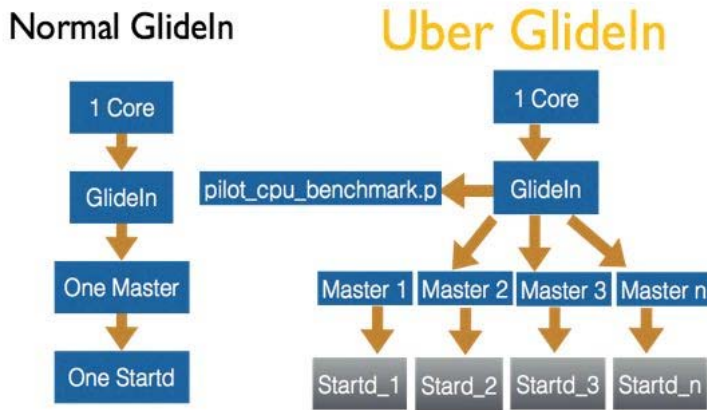 Normal GlideIn
Uber GlideIn
1 Core
1 Core
GlideIn
pilot_cpu_benchmark.p
GlideIn
One Master
Master 1
Master 2
Master 3
Master n
One Startd
Startd_1
Stard_2
Startd_3
Startd_n